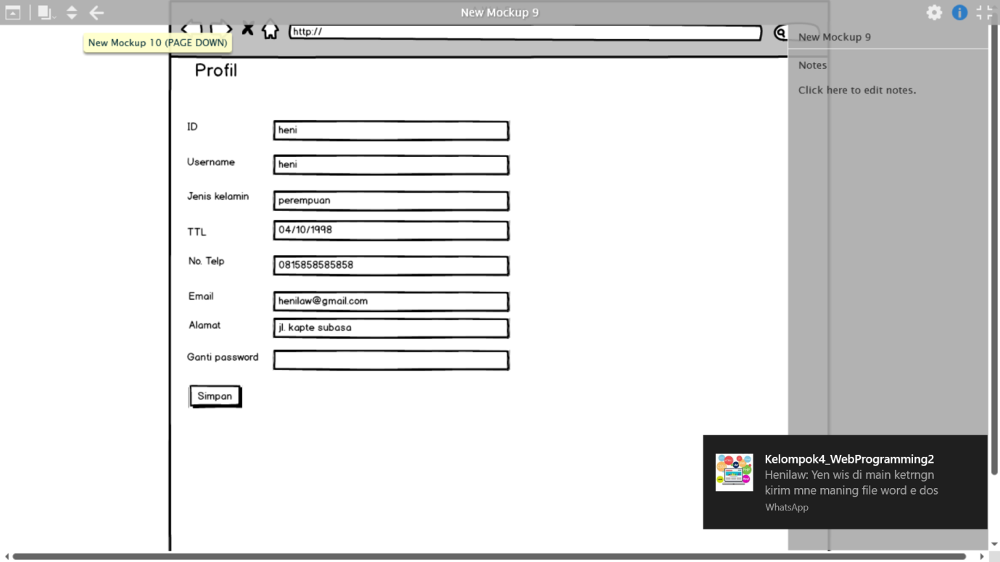 New Mockup 9
New Mockup 10 (PAGE DOWN)
http://
New Mockup 9
Notes
Click here to edit notes.
Profil
ID
heni
Username
heni
Jenis kelamin
perempuan
TTL
04/10/1998
No. Telp
0815858585858
Email
henilaw@gmail.com
Alamat
jl. kapte subasa
Ganti password
Simpan
Kelompok4_WebProgramming2
Henilaw: Yen wis di main ketrngn
kirim mne maning file word e dos
WhatsApp